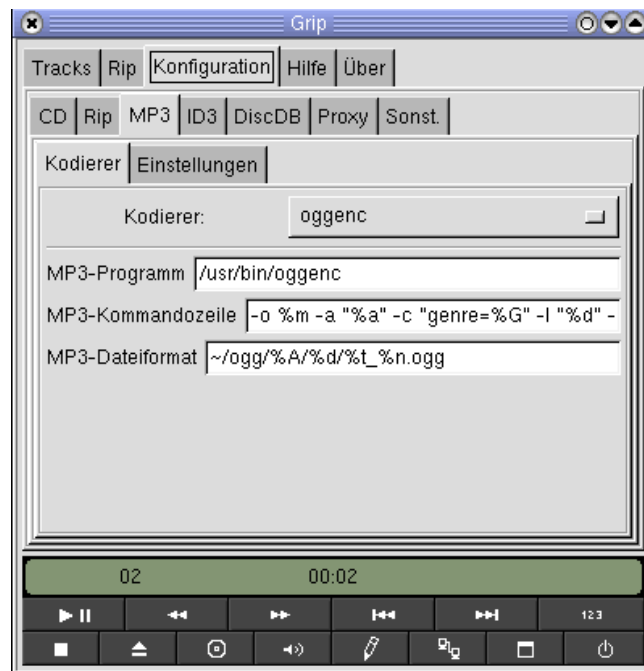 Grip
Tracks Rip Konfiguration Hilfe Über
CD Rip MP3 ID3 DiscDB Proxy Sonst.
Kodierer Einstellungen
Kodierer: oggenc
MP3-Programm /usr/bin/oggenc
MP3-Kommandozeile -o %m -a "%a" -c "genre=%G" -l "%d" -
MP3-Dateiformat ~/ogg/%A/%d/%t_%n.ogg
02 00:02
123